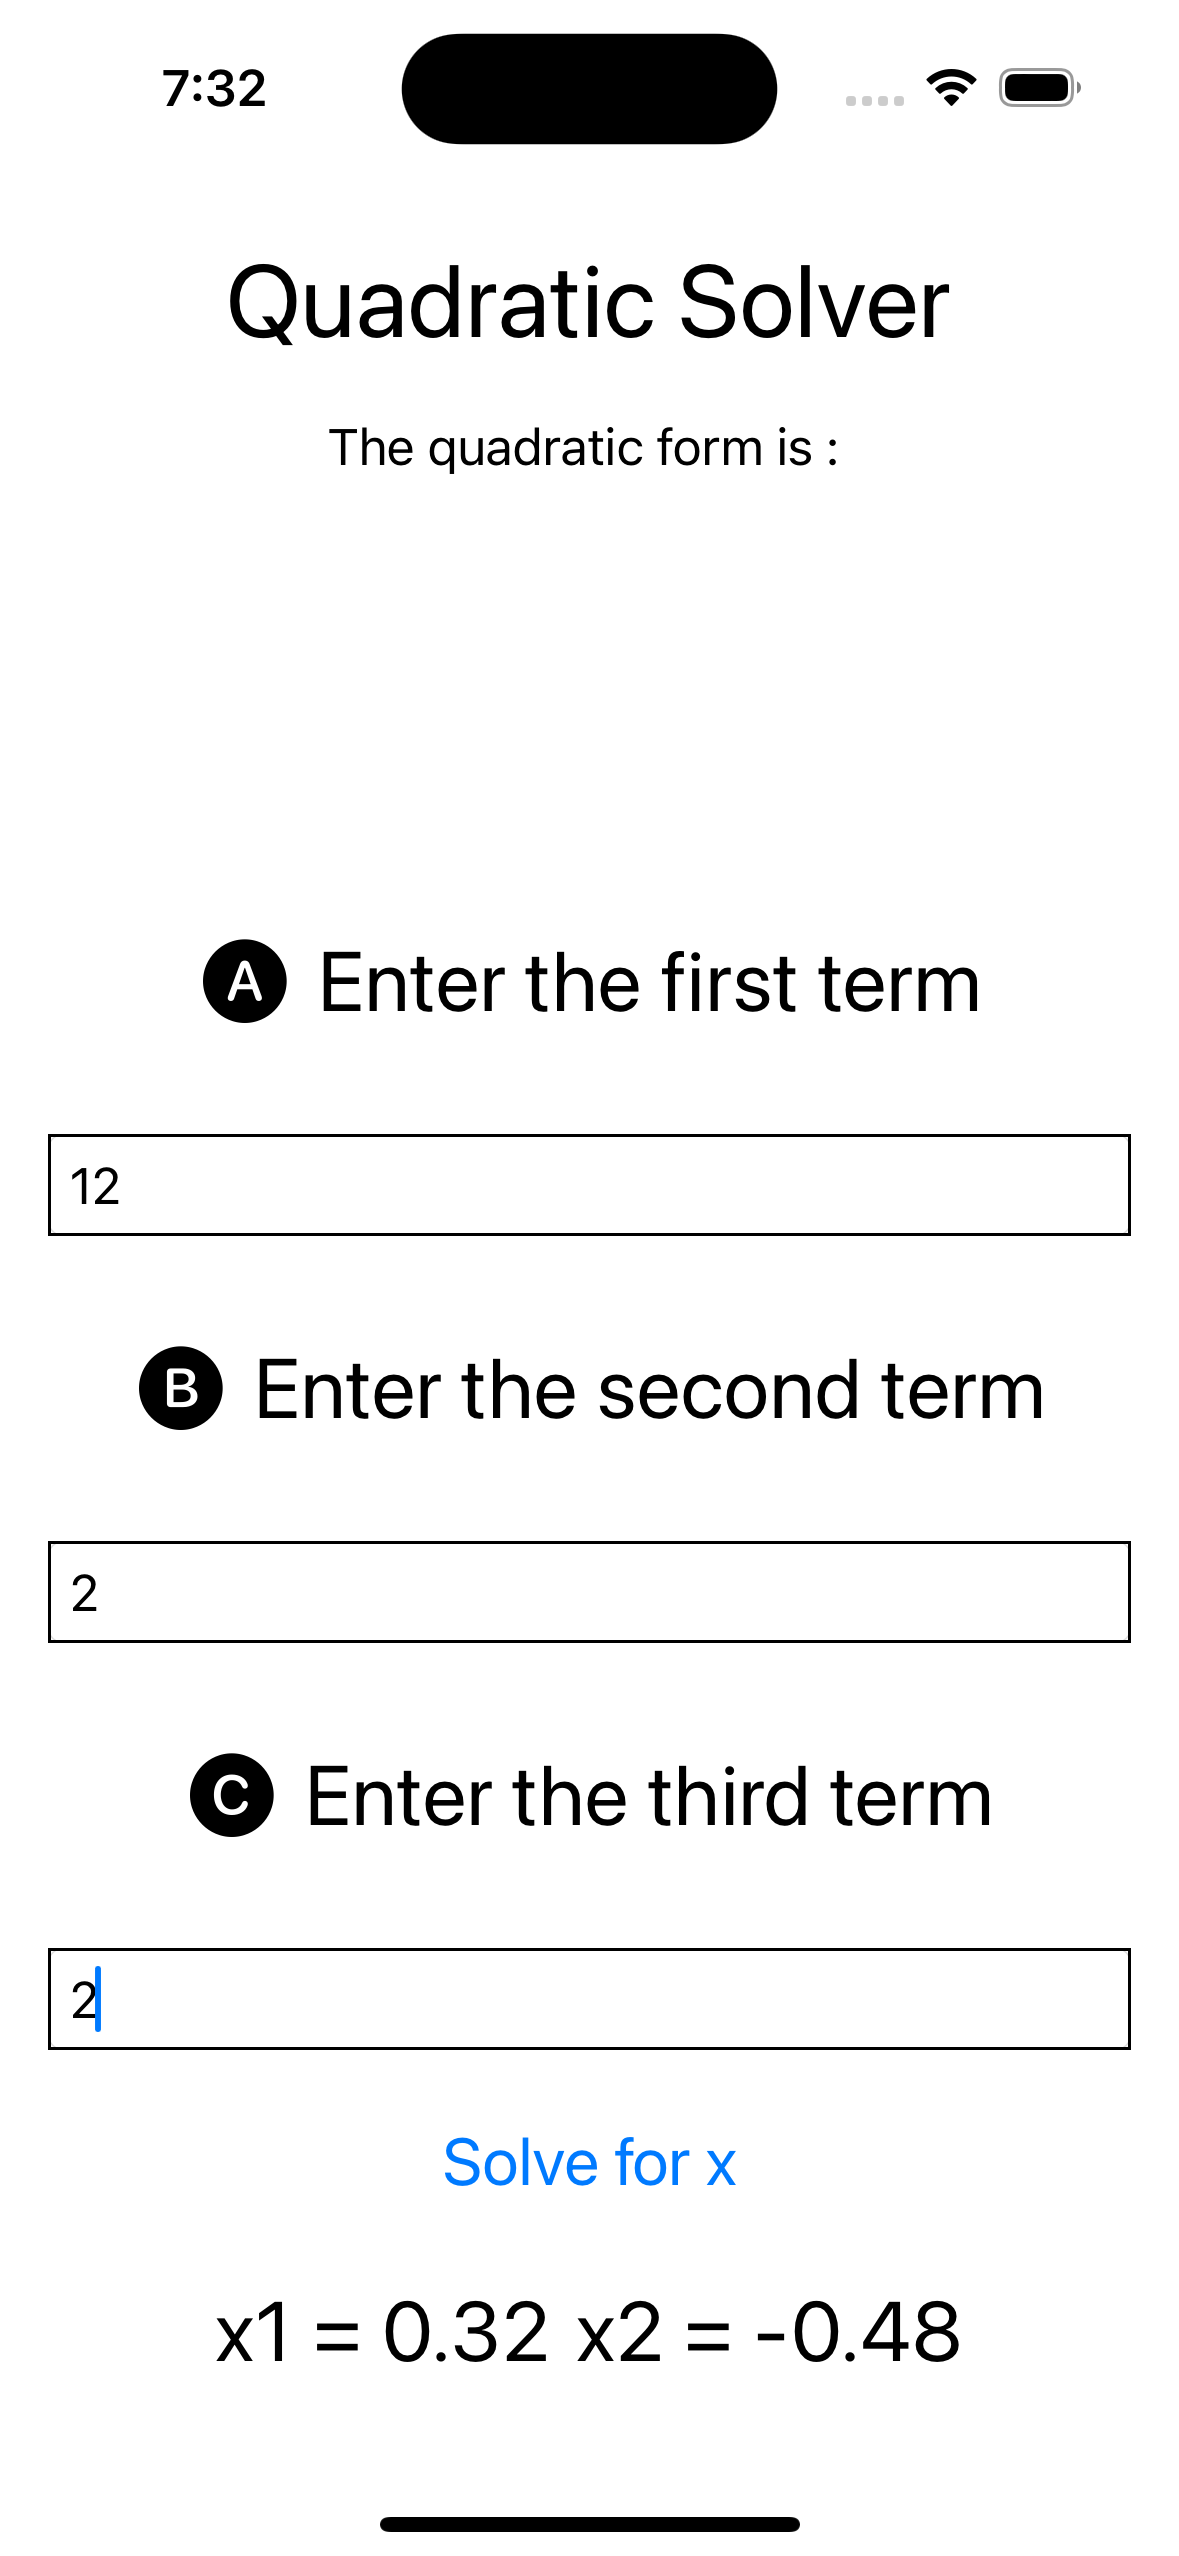 7:32
Quadratic Solver
The quadratic form is :
A Enter the first term
12
B Enter the second term
2
C Enter the third term
2
Solve for x
x1 = 0.32 x2 = -0.48